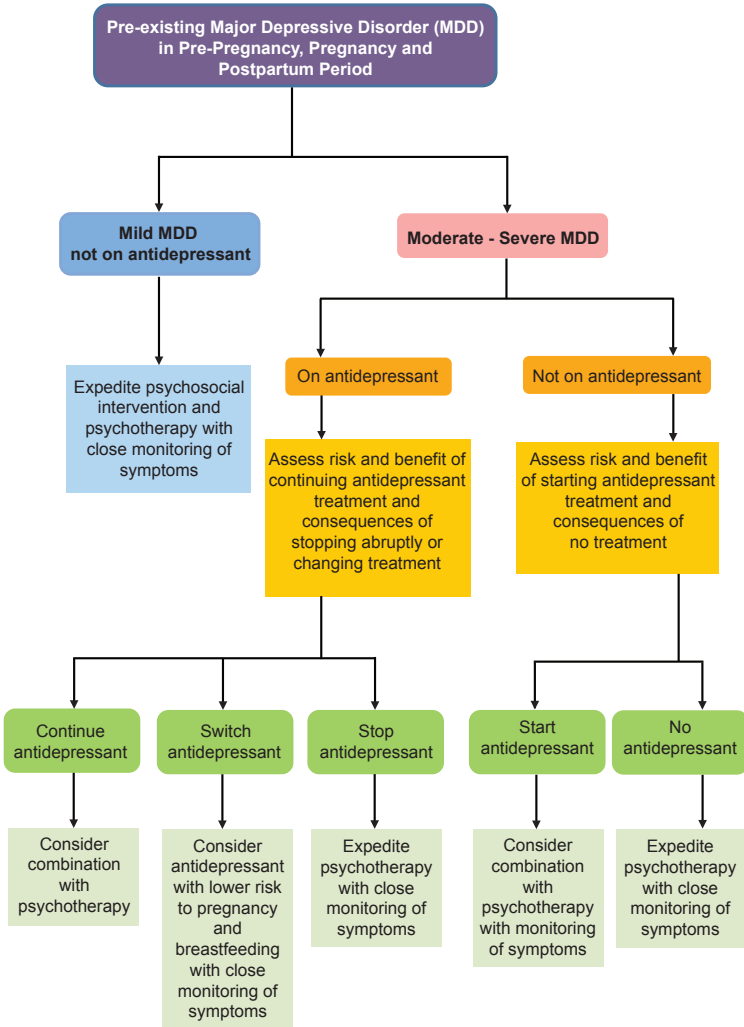 Pre-existing Major Depressive Disorder (MDD)
in Pre-Pregnancy, Pregnancy and
Postpartum Period
Mild MDD
not on antidepressant
Moderate - Severe MDD
Expedite psychosocial
intervention and
psychotherapy with
close monitoring of
symptoms
On antidepressant
Not on antidepressant
Assess risk and benefit of
continuing antidepressant
treatment and
consequences of
stopping abruptly or
changing treatment
Assess risk and benefit
of starting antidepressant
treatment and
consequences of
no treatment
Continue
antidepressant
Switch
antidepressant
Stop
antidepressant
Start
antidepressant
No
antidepressant
Consider
combination
with
psychotherapy
Consider
antidepressant
with lower risk
to pregnancy
and
breastfeeding
with close
monitoring of
symptoms
Expedite
psychotherapy
with close
monitoring of
symptoms
Consider
combination
with
psychotherapy
with monitoring
of symptoms
Expedite
psychotherapy
with close
monitoring of
symptoms